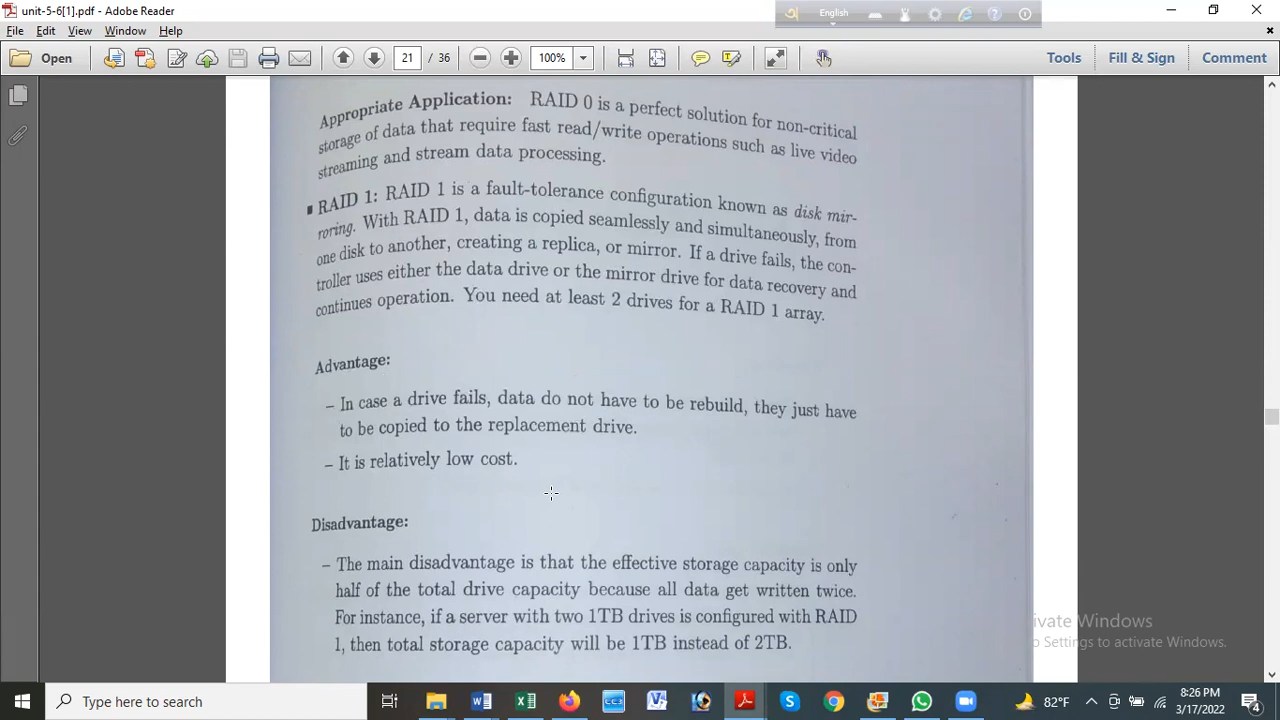 unit-5-6[1].pdf - Adobe Reader
English
File Edit View Window Help
Open 21 / 36 100% Tools Fill & Sign Comment
Appropriate Application: RAID 0 is a perfect solution for non-critical
storage of data that require fast read/write operations such as live video
streaming and stream data processing.
RAID 1: RAID 1 is a fault-tolerance configuration known as disk mir-
roring. With RAID 1, data is copied seamlessly and simultaneously, from
one disk to another, creating a replica, or mirror. If a drive fails, the con-
troller uses either the data drive or the mirror drive for data recovery and
continues operation. You need at least 2 drives for a RAID 1 array.
Advantage:
– In case a drive fails, data do not have to be rebuild, they just have
to be copied to the replacement drive.
– It is relatively low cost.
Disadvantage:
– The main disadvantage is that the effective storage capacity is only
half of the total drive capacity because all data get written twice.
For instance, if a server with two 1TB drives is configured with RAID
1, then total storage capacity will be 1TB instead of 2TB.
ivate Windows
Settings to activate Windows.
Type here to search
82°F
8:26 PM
3/17/2022
4